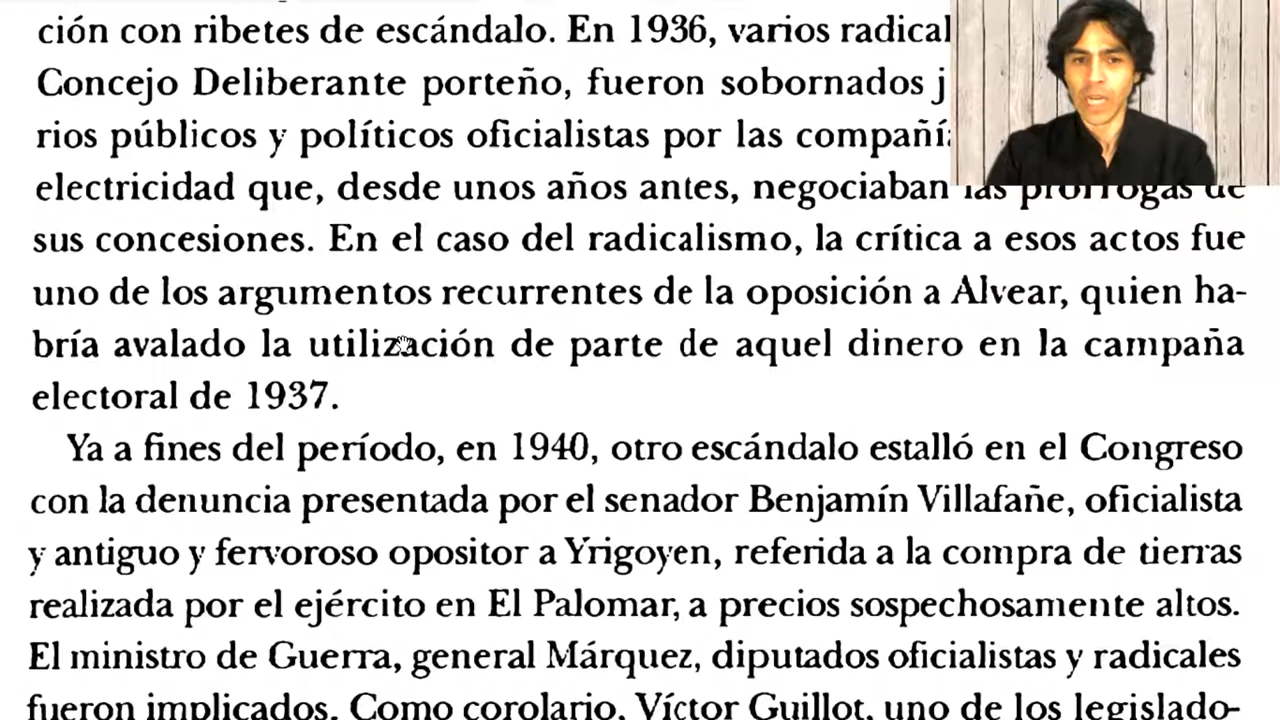 ción con ribetes de escándalo. En 1936, varios
Concejo Deliberante porteño, fueron sobornados
rios públicos y políticos oficialistas por las
electricidad que, desde unos años antes, negociaban las prórrogas de
sus concesiones. En el caso del radicalismo, la crítica a esos actos fue
uno de los argumentos recurrentes de la oposición a Alvear, quien ha-
bría avalado la utilización de parte de aquel dinero en la campaña
electoral de 1937.
Ya a fines del período, en 1940, otro escándalo estalló en el Congreso
con la denuncia presentada por el senador Benjamín Villafañe, oficialista
y antiguo y fervoroso opositor a Yrigoyen, referida a la compra de tierras
realizada por el ejército en El Palomar, a precios sospechosamente altos.
El ministro de Guerra, general Márquez, diputados oficialistas y radicales
fueron implicados. Como corolario, Víctor Guillot, uno de los legislado-